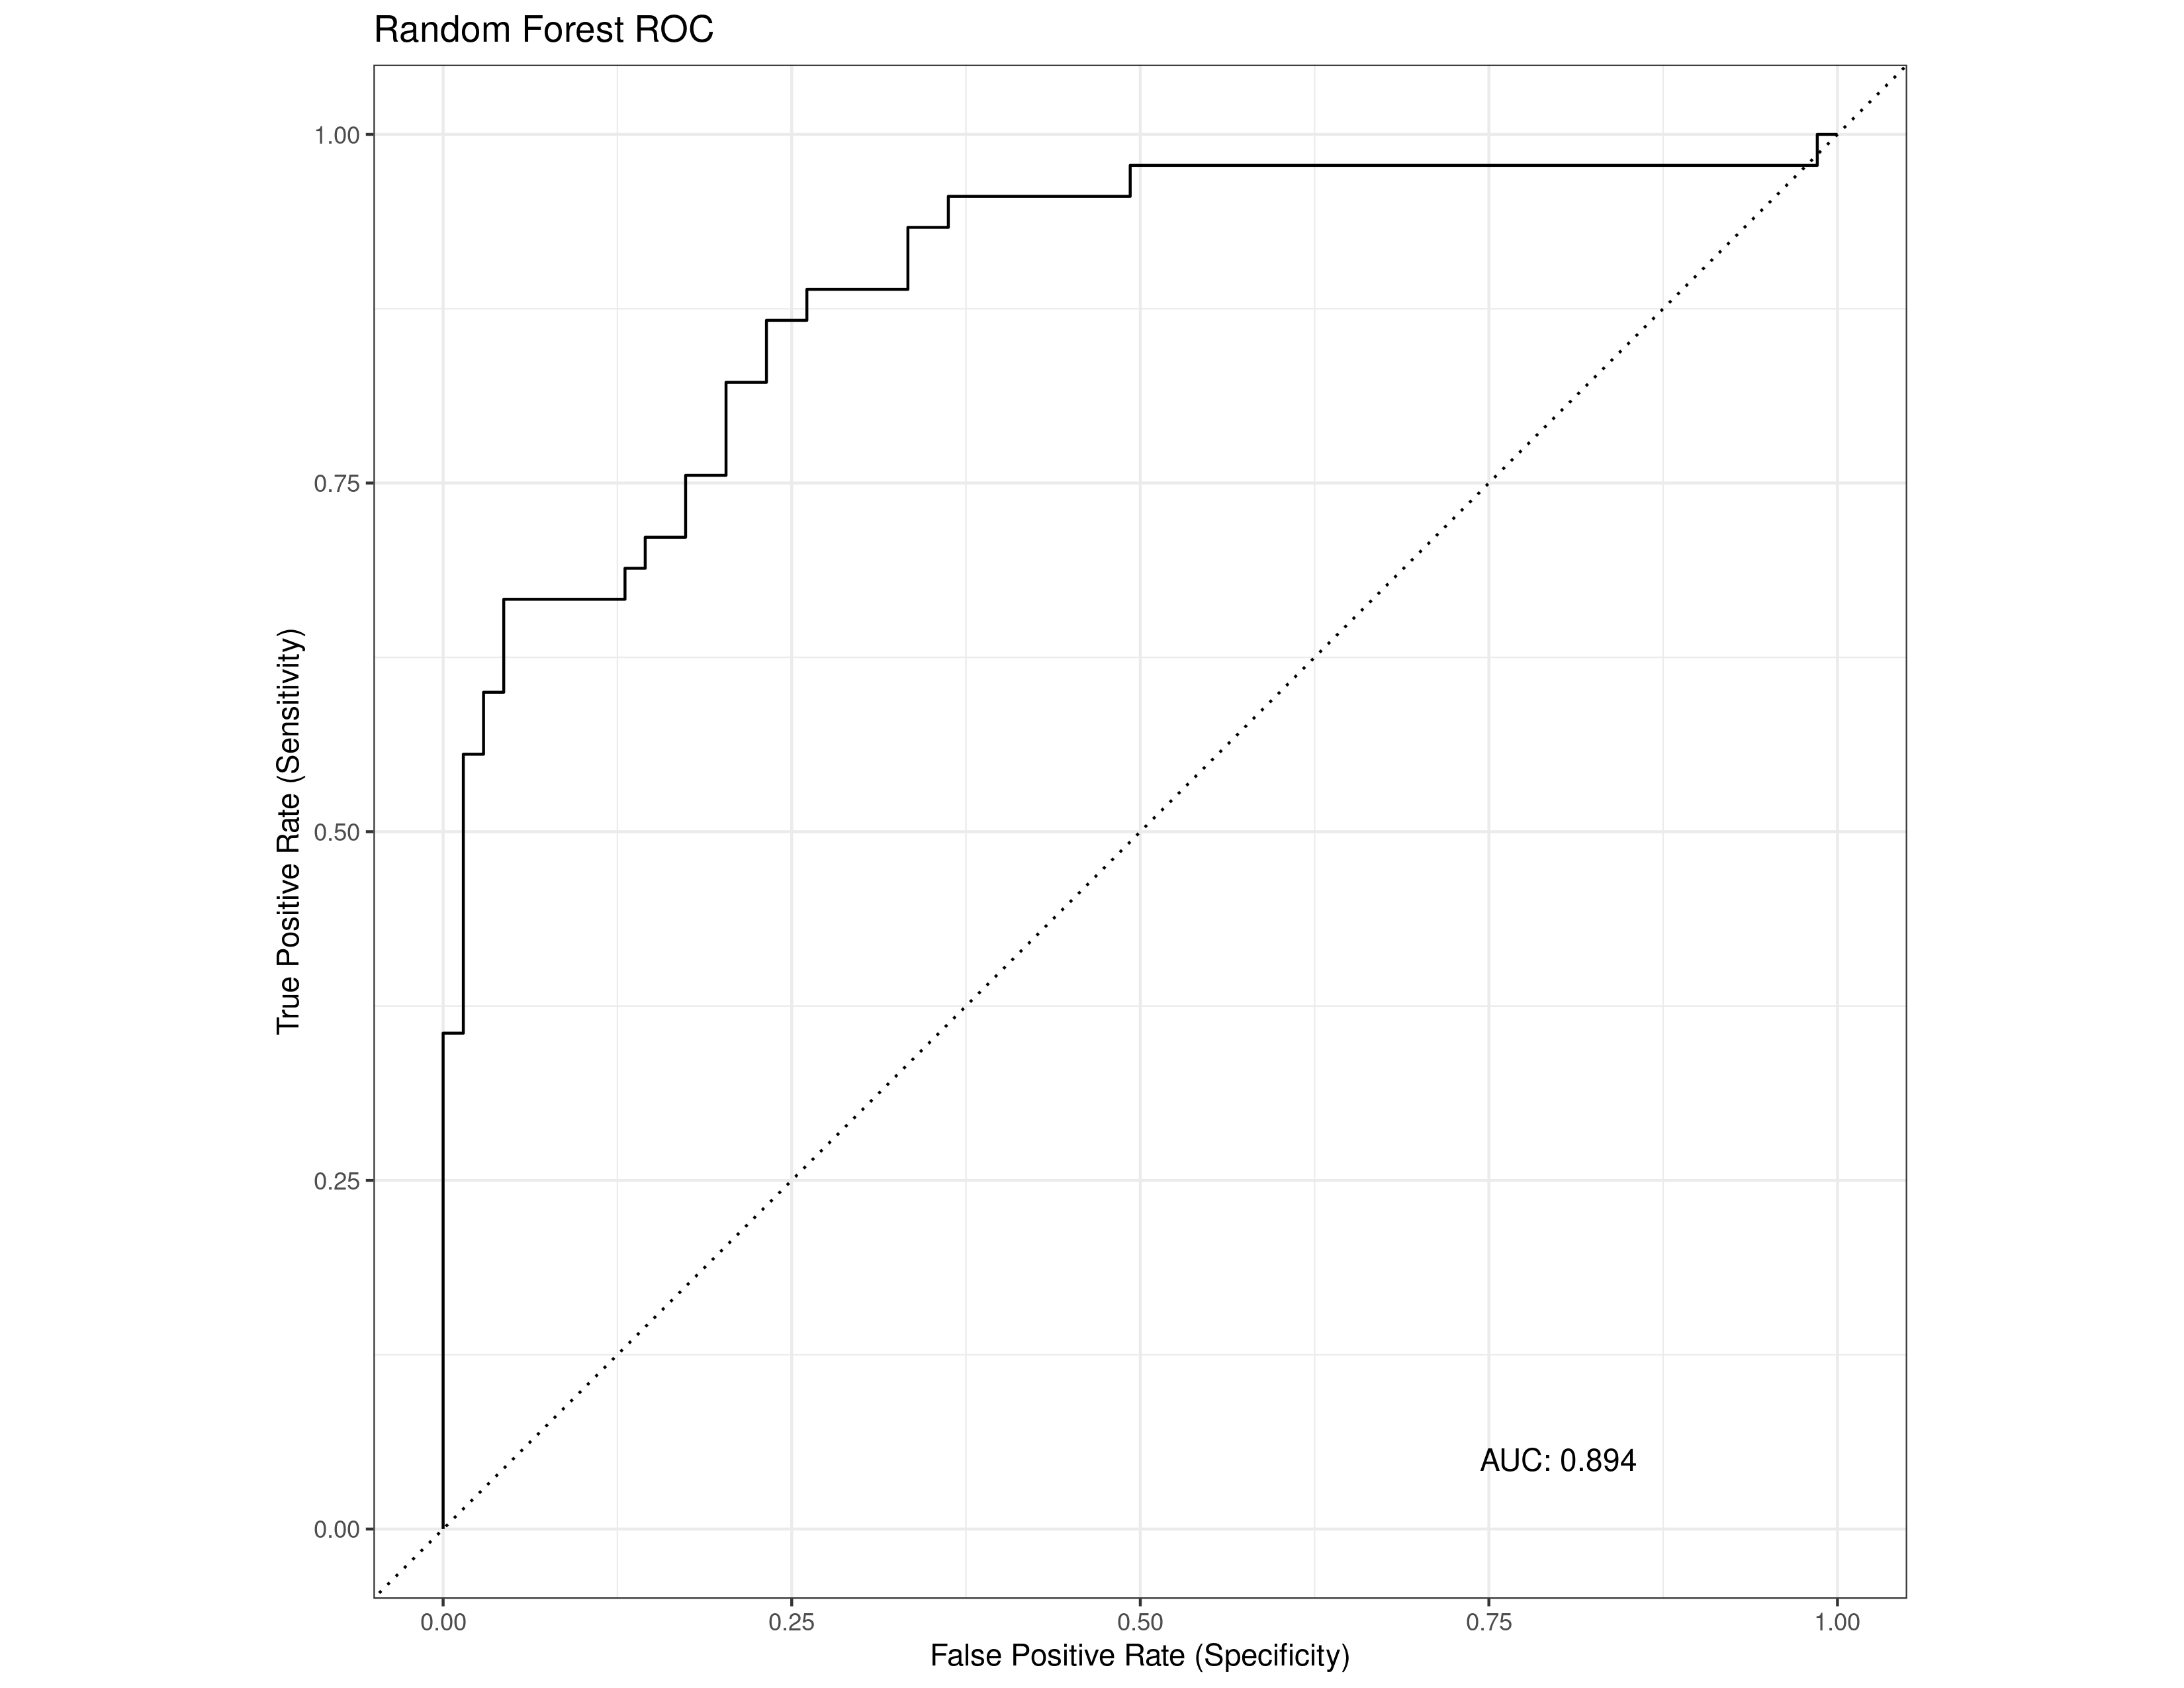 Random Forest ROC
True Positive Rate (Sensitivity)
1.00
0.75
0.50
0.25
0.00
AUC: 0.894
0.00 0.25 0.50 0.75 1.00
False Positive Rate (Specificity)